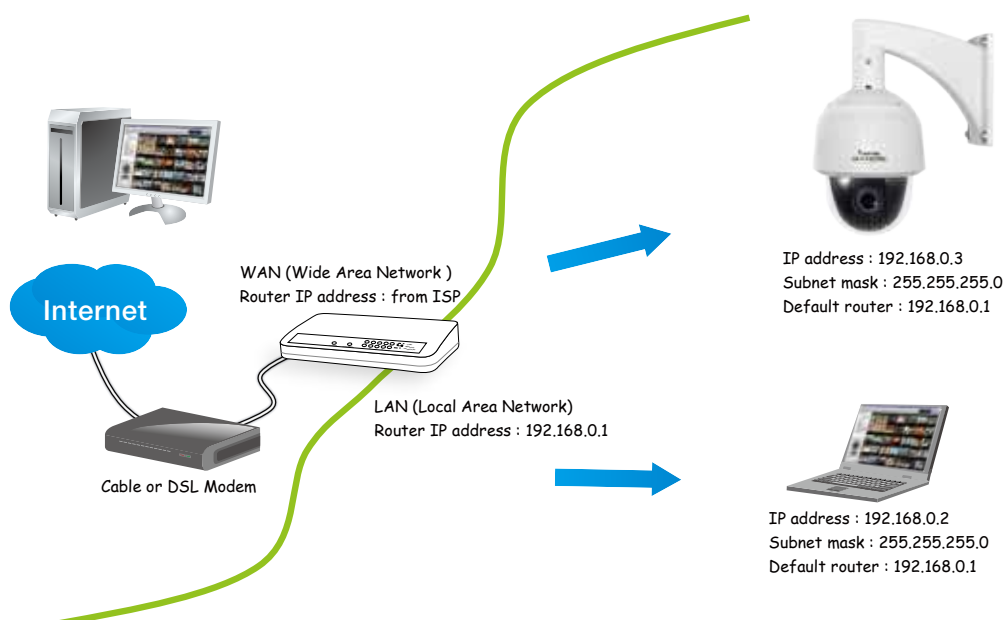 WAN (Wide Area Network )
Router IP address : from ISP
Internet
Cable or DSL Modem
LAN (Local Area Network)
Router IP address : 192.168.0.1
IP address : 192.168.0.3
Subnet mask : 255.255.255.0
Default router : 192.168.0.1
IP address : 192.168.0.2
Subnet mask : 255.255.255.0
Default router : 192.168.0.1